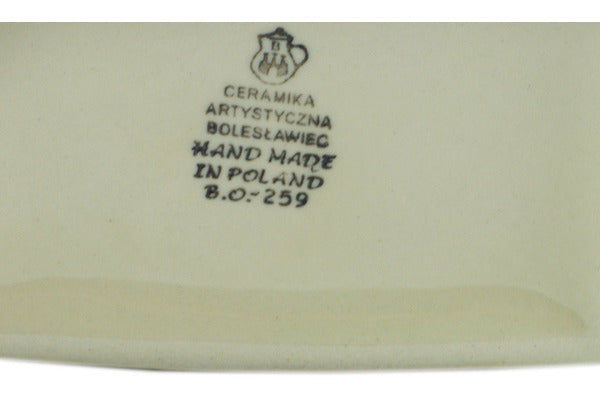 CERAMIKA
ARTYSTYCZNA
BOLESŁAWIEC
HAND MADE
IN POLAND
B.O.-259